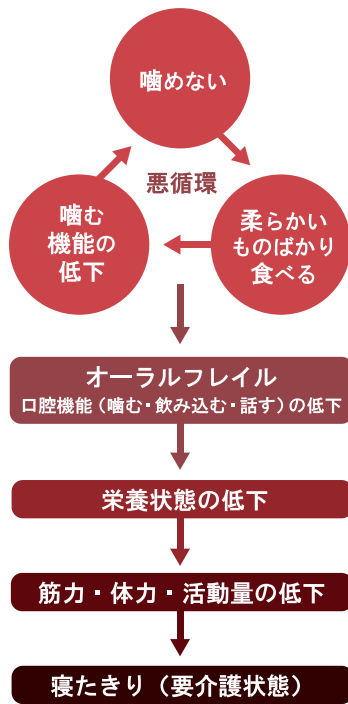 噛めない
悪循環
噛む
機能の
低下
柔らかい
ものばかり
食べる
オーラルフレイル
口腔機能（噛む・飲み込む・話す）の低下
栄養状態の低下
筋力・体力・活動量の低下
寝たきり（要介護状態）